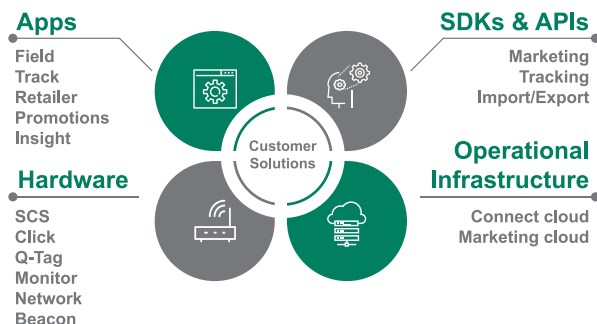 Apps
Field
Track
Retailer
Promotions
Insight
SDKs & APIs
Marketing
Tracking
Import/Export
Customer
Solutions
Hardware
SCS
Click
Q-Tag
Monitor
Network
Beacon
Operational
Infrastructure
Connect cloud
Marketing cloud